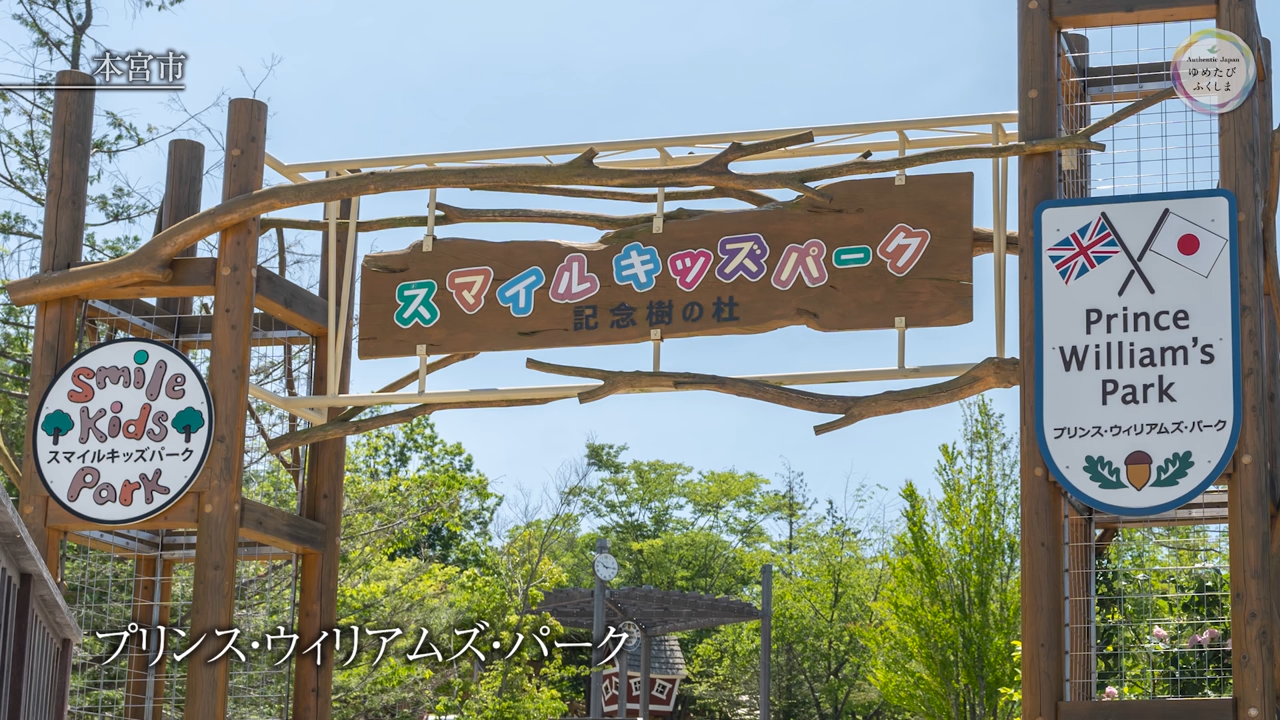 本宮市
Authentic Japan
ゆめたび
ふくしま
スマイルキッズパーク
記念樹の杜
Smile
Kids
スマイルキッズパーク
Park
Prince
William's
Park
プリンス・ウィリアムズ・パーク
プリンス・ウィリアムズ・パーク